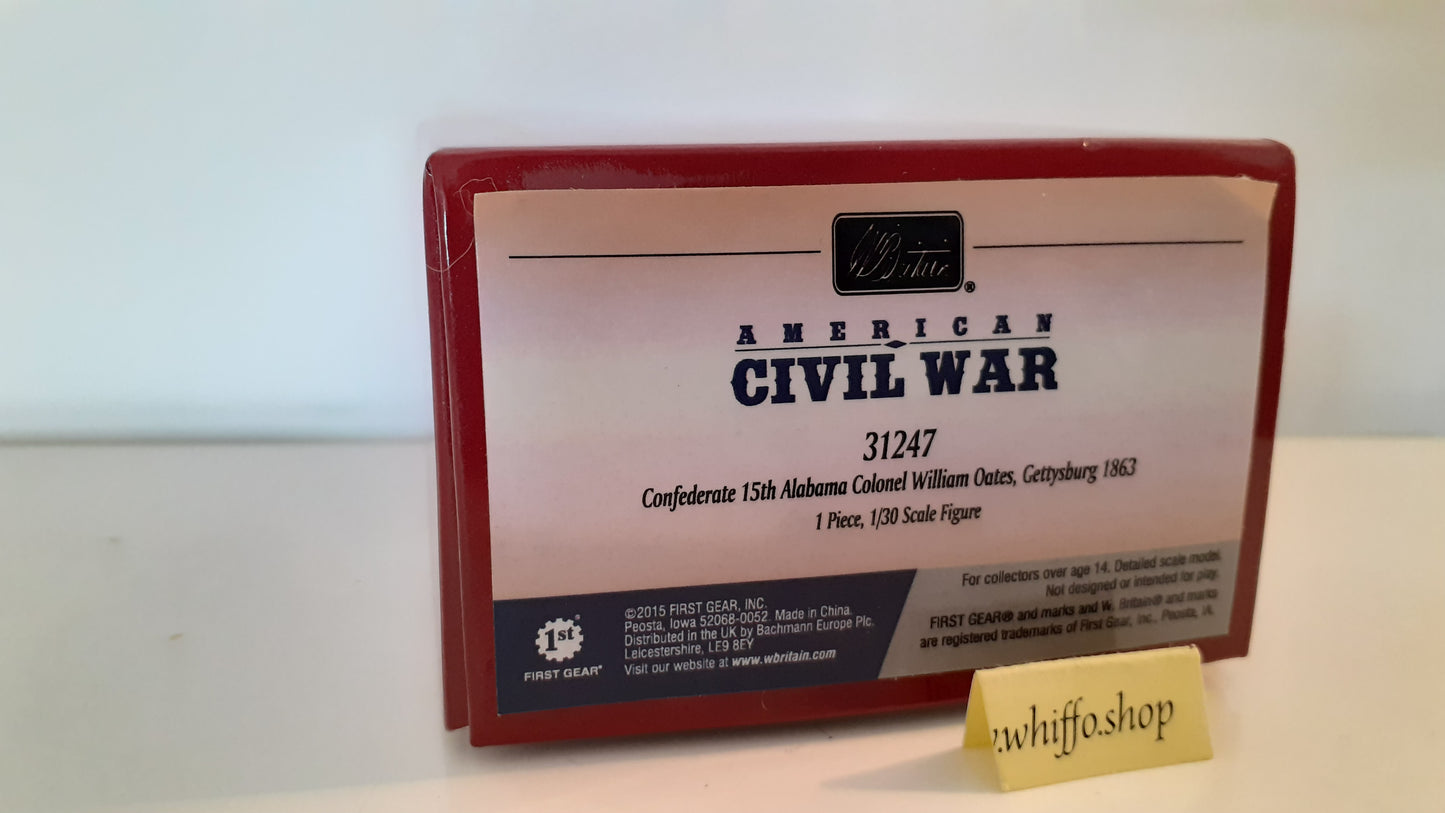 W Britain
®
AMERICAN
CIVIL WAR
31247
Confederate 15th Alabama Colonel William Oates, Gettysburg 1863
1 Piece, 1/30 Scale Figure
1st
FIRST GEAR®
©2015 FIRST GEAR, INC.
Peosta, Iowa 52068-0052. Made in China.
Distributed in the UK by Bachmann Europe Plc.
Leicestershire, LE9 8EY
Visit our website at www.wbritain.com
For collectors over age 14. Detailed scale model.
Not designed or intended for play.
FIRST GEAR® and marks and W. Britain® and marks
are registered trademarks of First Gear, Inc., Peosta, IA.
.whiffo.shop